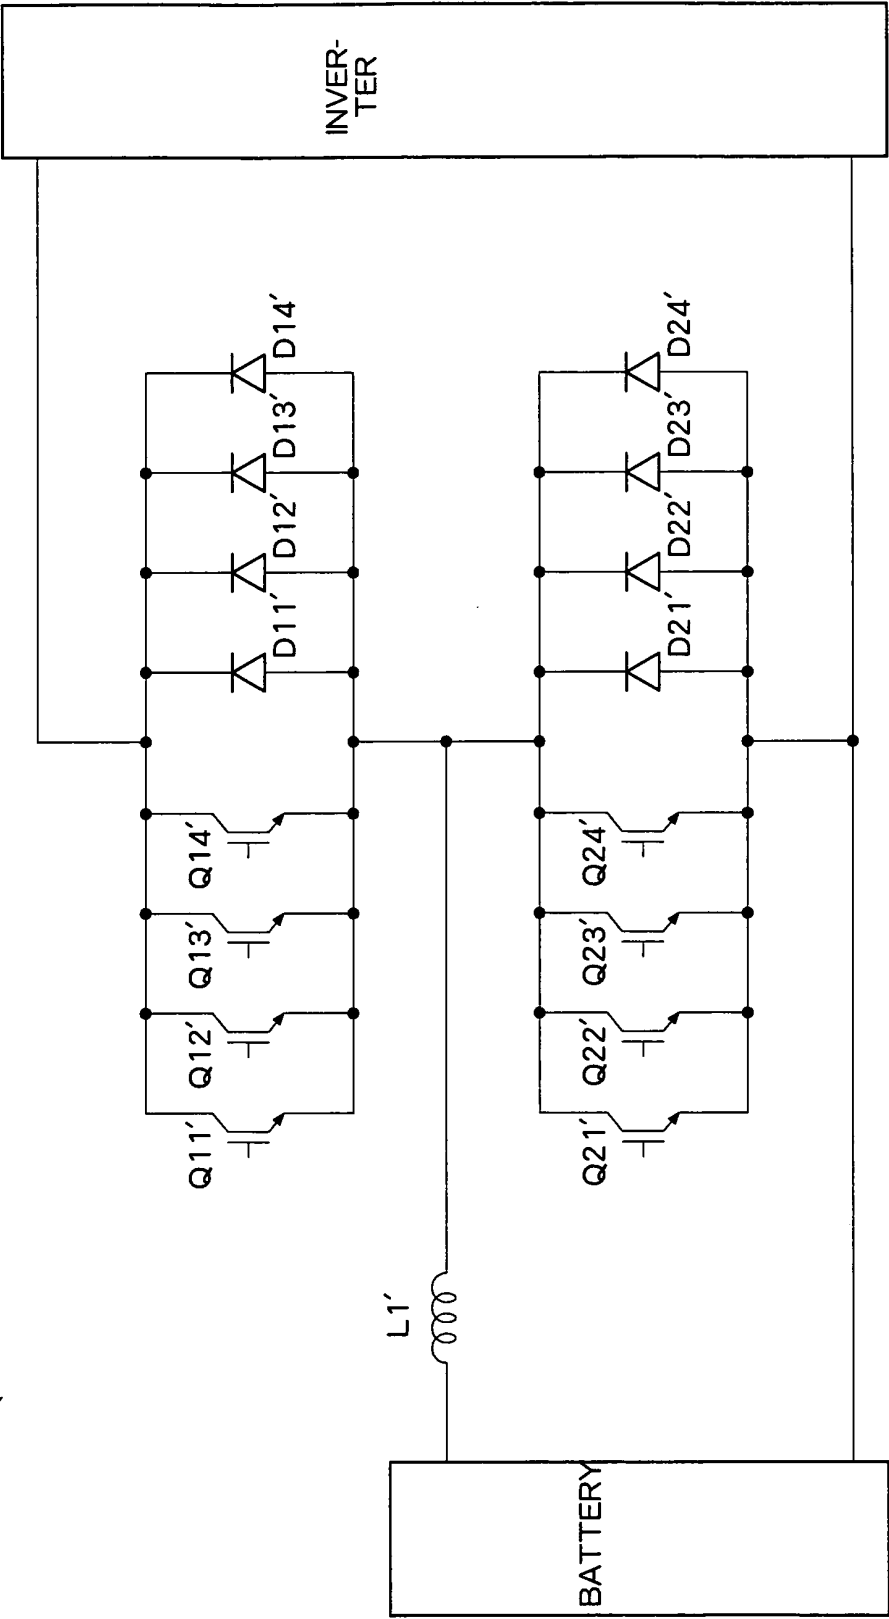 INVER-
TER
D11′
D12′
D13′
D14′
Q11′
Q12′
Q13′
Q14′
L1′
D21′
D22′
D23′
D24′
Q21′
Q22′
Q23′
Q24′
BATTERY